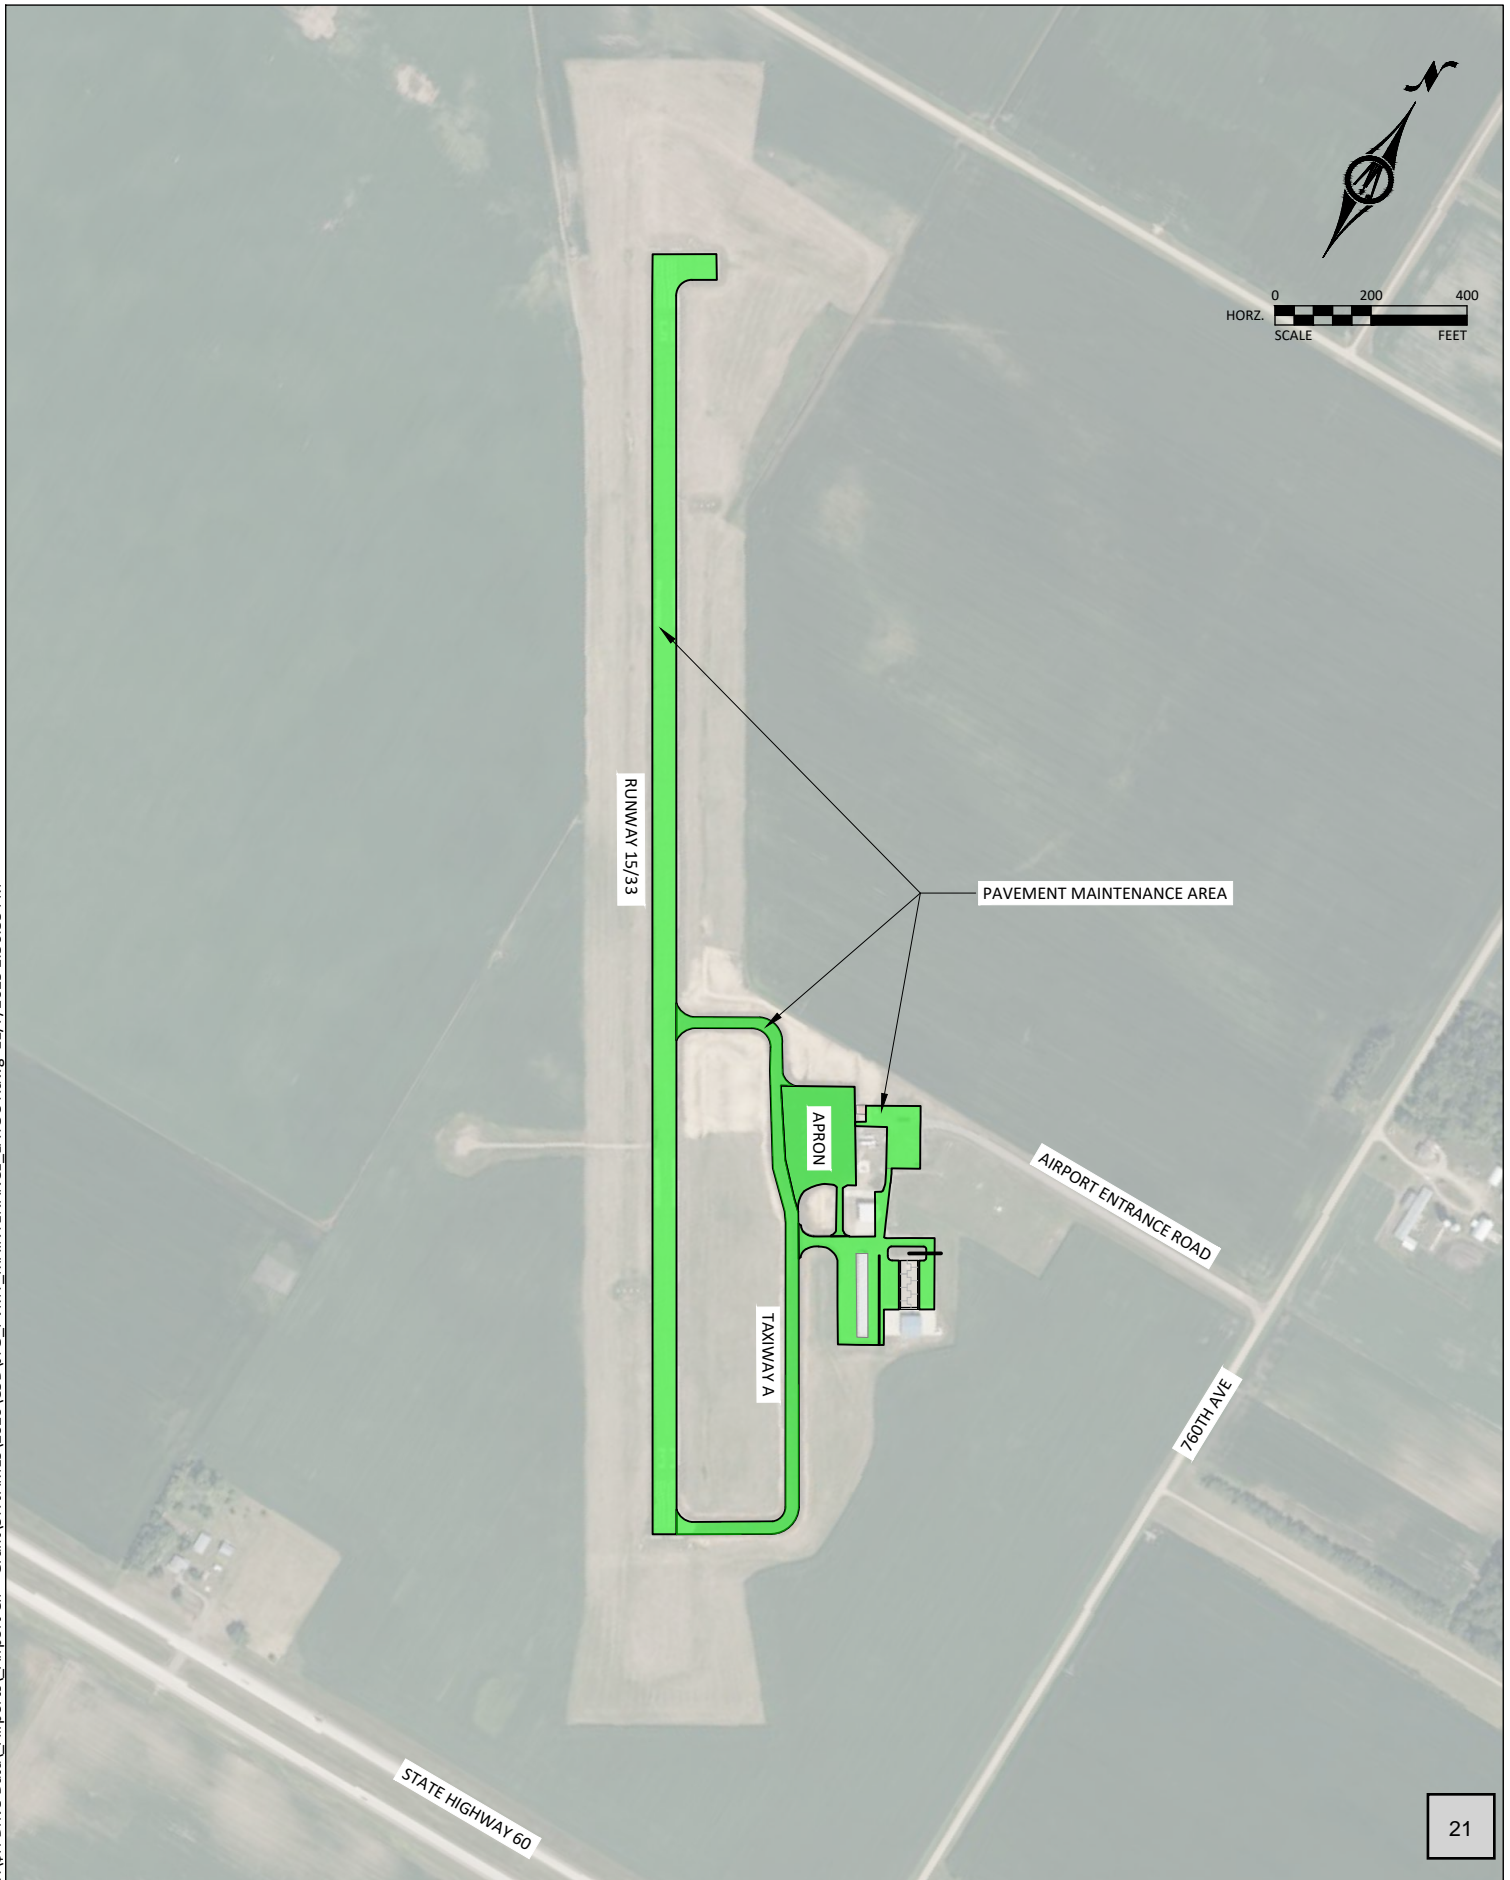 N
0 200 400
HORZ.
SCALE FEET
RUNWAY 15/33
PAVEMENT MAINTENANCE AREA
APRON
AIRPORT ENTRANCE ROAD
TAXIWAY A
760TH AVE
STATE HIGHWAY 60
21